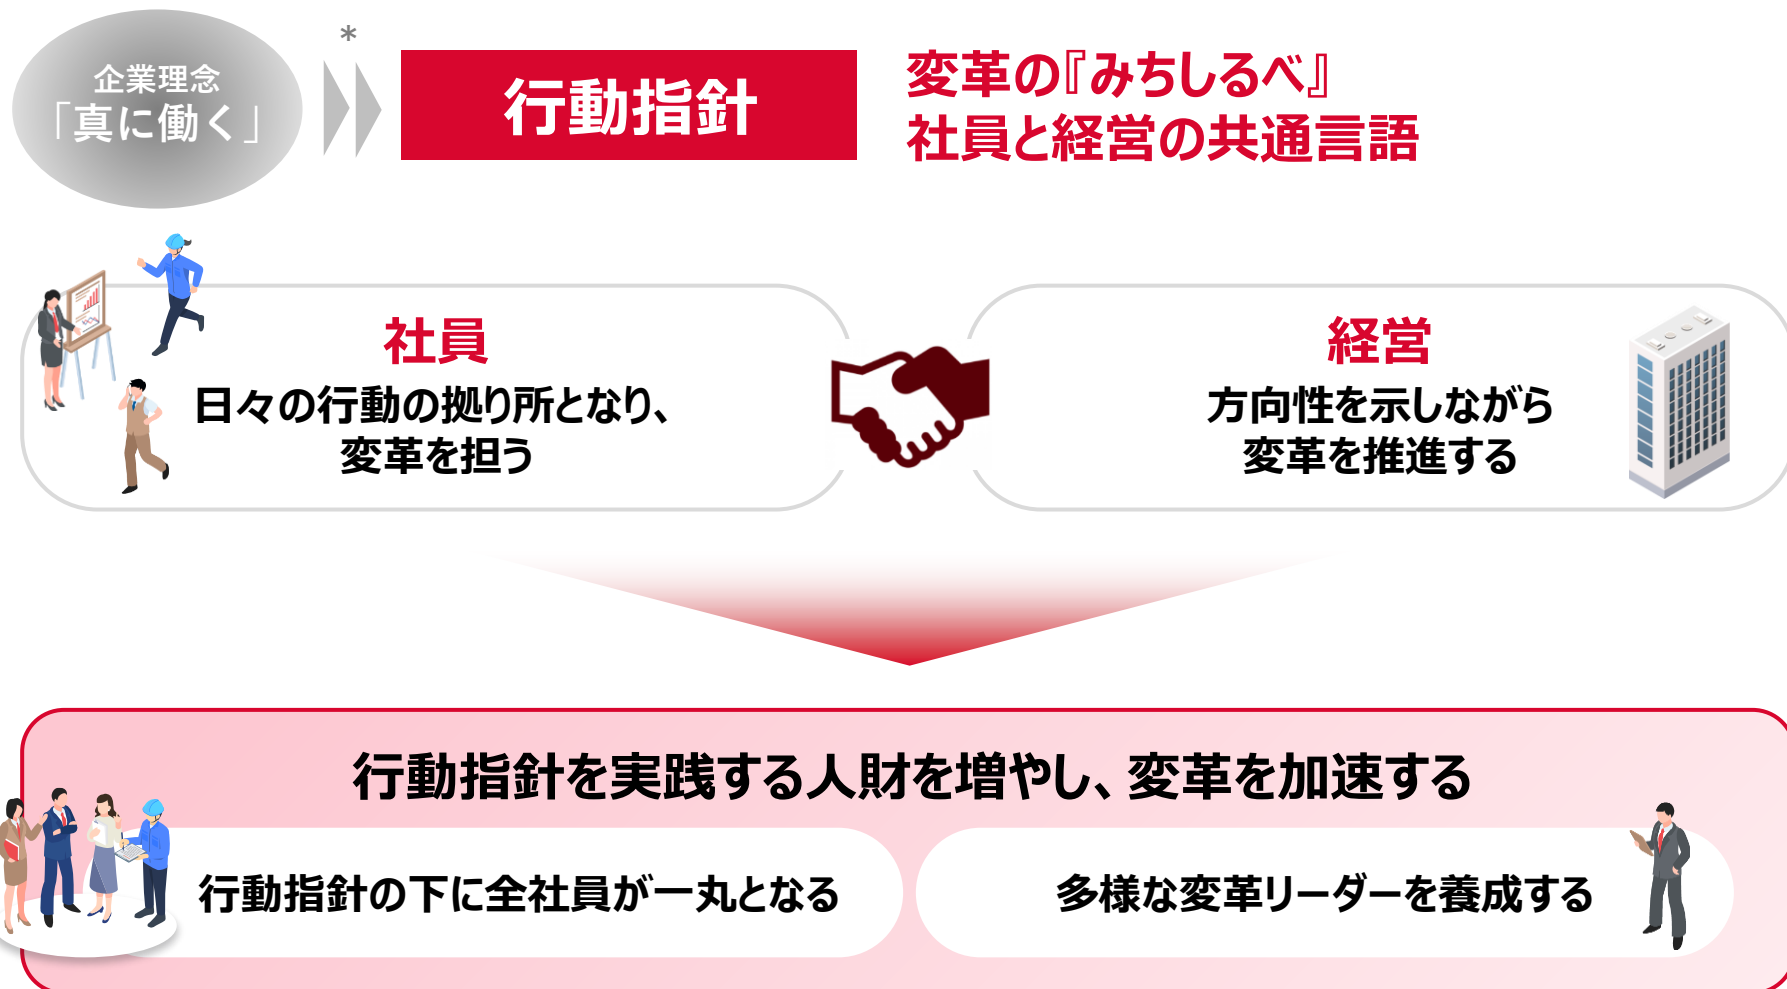 企業理念
「真に働く」
*
行動指針
変革の『みちしるべ』
社員と経営の共通言語
社員
日々の行動の拠り所となり、
変革を担う
経営
方向性を示しながら
変革を推進する
行動指針を実践する人財を増やし、変革を加速する
行動指針の下に全社員が一丸となる
多様な変革リーダーを養成する